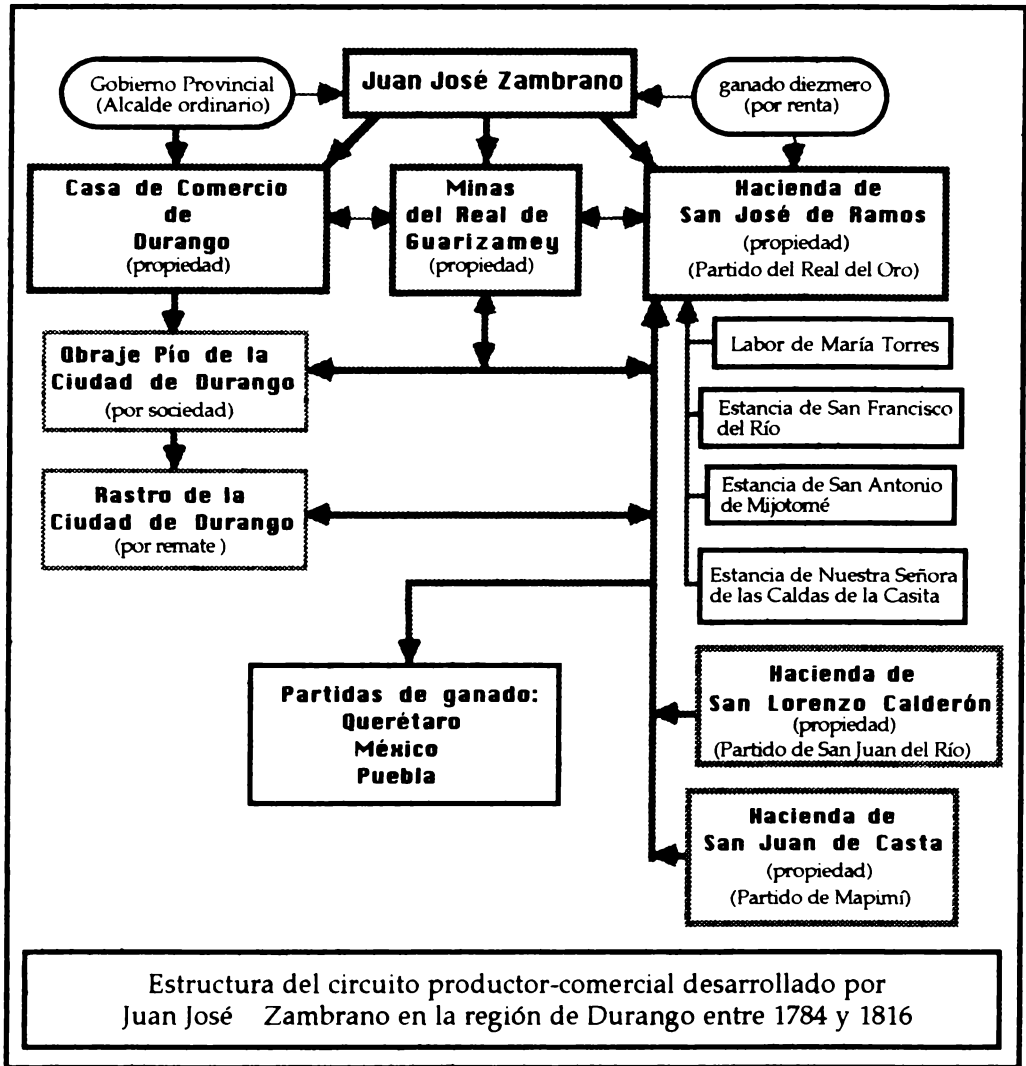 Gobierno Provincial
(Alcalde ordinario)
Juan José Zambrano
ganado diezmero
(por renta)
Casa de Comercio
de
Durango
(propiedad)
Minas
del Real de
Guarizamey
(propiedad)
Hacienda de
San José de Ramos
(propiedad)
(Partido del Real del Oro)
Obraje Pío de la
Ciudad de Durango
(por sociedad)
Labor de María Torres
Estancia de San Francisco
del Río
Rastro de la
Ciudad de Durango
(por remate )
Estancia de San Antonio
de Mijotomé
Estancia de Nuestra Señora
de las Caldas de la Casita
Partidas de ganado:
Querétaro
México
Puebla
Hacienda de
San Lorenzo Calderón
(propiedad)
(Partido de San Juan del Río)
Hacienda de
San Juan de Casta
(propiedad)
(Partido de Mapimí)
Estructura del circuito productor-comercial desarrollado por
Juan José Zambrano en la región de Durango entre 1784 y 1816